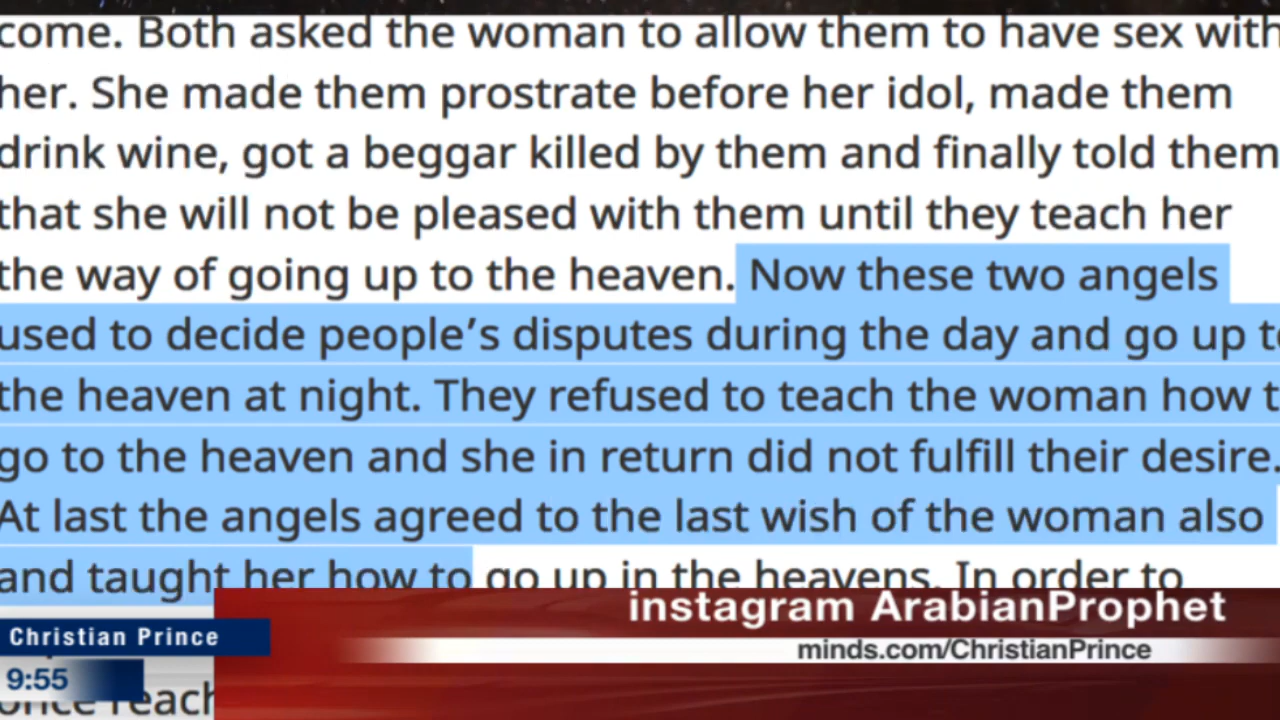 come. Both asked the woman to allow them to have sex with
her. She made them prostrate before her idol, made them
drink wine, got a beggar killed by them and finally told them
that she will not be pleased with them until they teach her
the way of going up to the heaven. Now these two angels
used to decide people’s disputes during the day and go up to
the heaven at night. They refused to teach the woman how t
go to the heaven and she in return did not fulfill their desire.
At last the angels agreed to the last wish of the woman also
and taught her how to go up in the heavens. In order to
once reach
instagram ArabianProphet
minds.com/ChristianPrince
Christian Prince
9:55